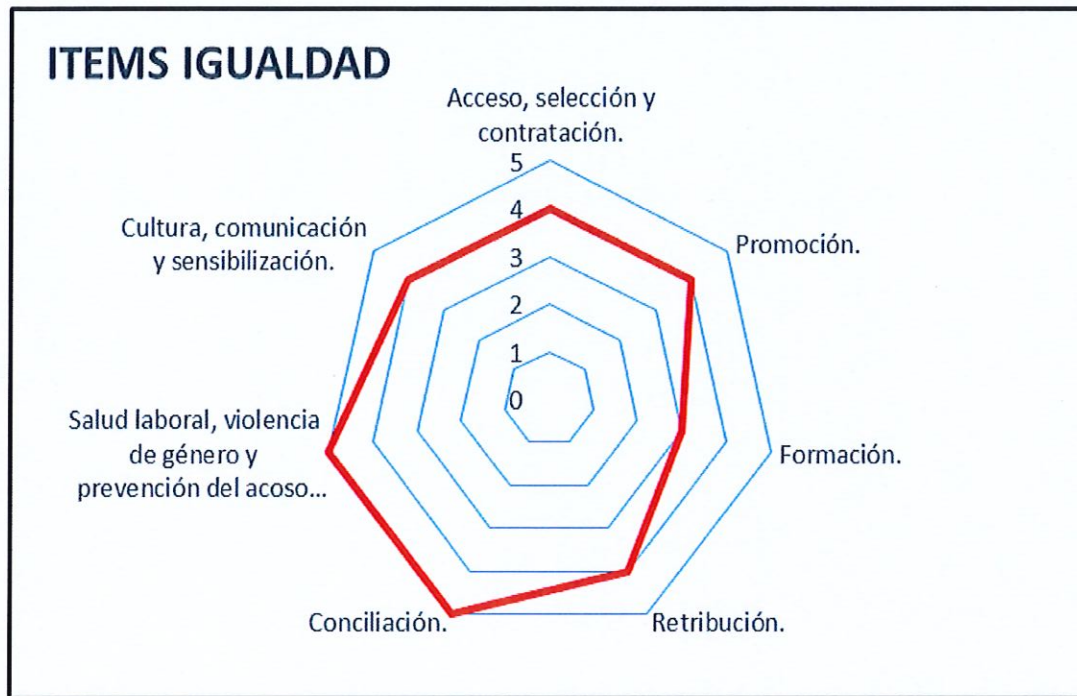 ITEMS IGUALDAD
Acceso, selección y
contratación.
5
4
3
2
1
0
Promoción.
Formación.
Retribución.
Conciliación.
Salud laboral, violencia
de género y
prevención del acoso...
Cultura, comunicación
y sensibilización.